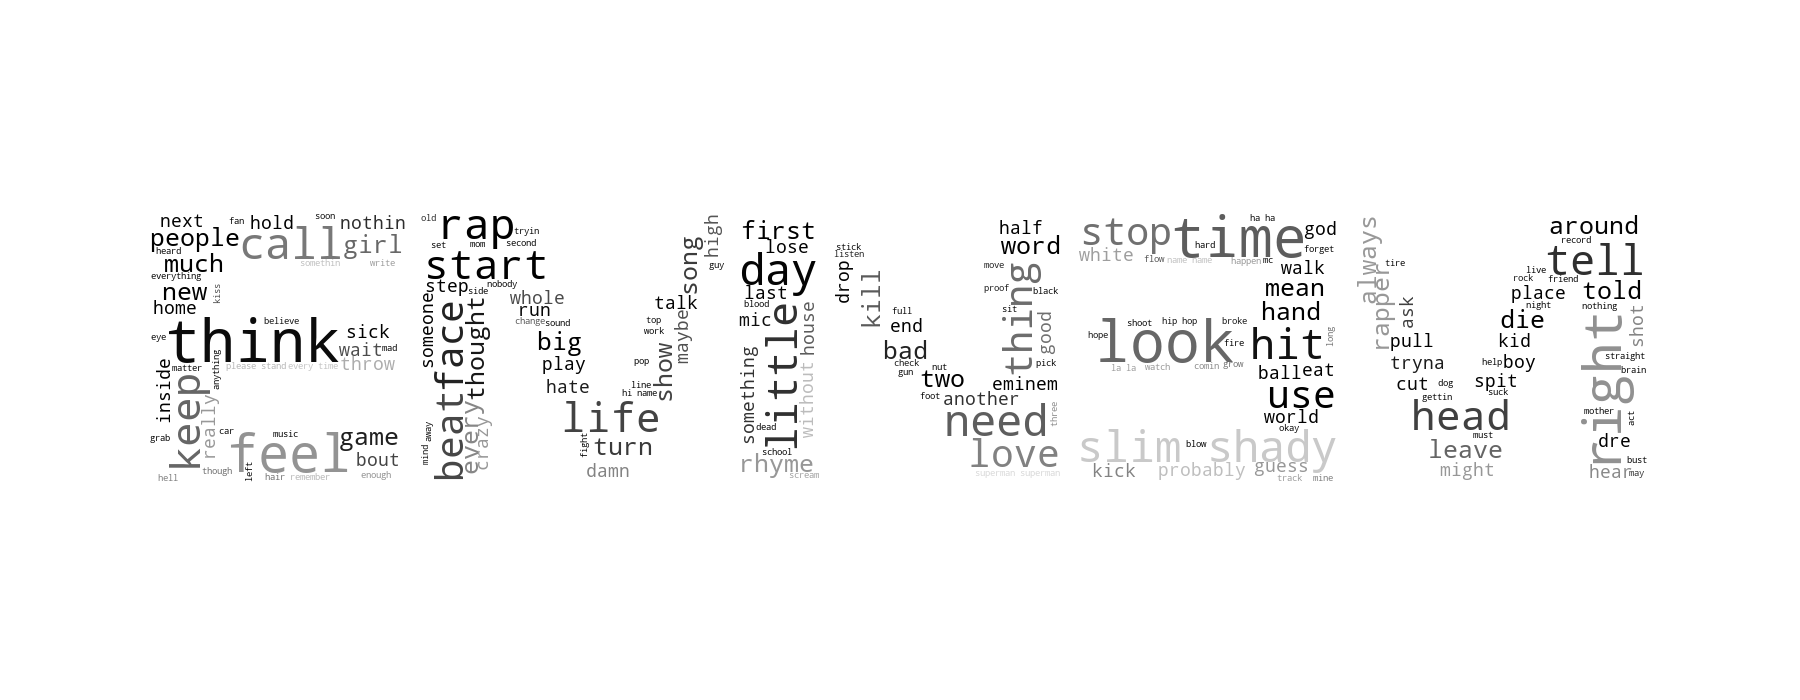 next
fan
hold
soon
nothin
people
heard
call
girl
somethin
write
much
everything
new
kiss
home
believe
eye
think
sick
wait
mad
matter
please stand
every time
throw
inside
anything
keep
really
grab
car
music
feel
game
bout
hell
though
left
hair
remember
enough
old
rap
tryin
set
mom
second
start
step
side
nobody
someone
beatface
thought
whole
run
change
sound
big
play
hate
life
fight
turn
damn
every
crazy
away
mind
high
song
guy
talk
top
work
maybe
pop
show
line
hi name
first
lose
day
last
blood
mic
little
without
house
something
dead
school
rhyme
scream
stick
listen
drop
kill
full
end
bad
check
gun
two
nut
foot
another
half
word
move
proof
thing
black
sit
good
pick
eminem
need
three
love
superman superman
stop
time
ha ha
god
hard
forget
white
flow
name name
happen
mc
walk
mean
hand
hope
shoot
hip hop
broke
look
fire
hit
long
la la
watch
comin
grow
ball
eat
use
world
okay
slim shady
blow
kick
probably
guess
track
mine
always
rapper
tire
ask
pull
tryna
cut
dog
gettin
head
must
leave
might
around
record
tell
live
rock
friend
place
told
night
nothing
die
kid
shot
help
boy
straight
brain
spit
suck
right
mother
act
dre
bust
hear
may